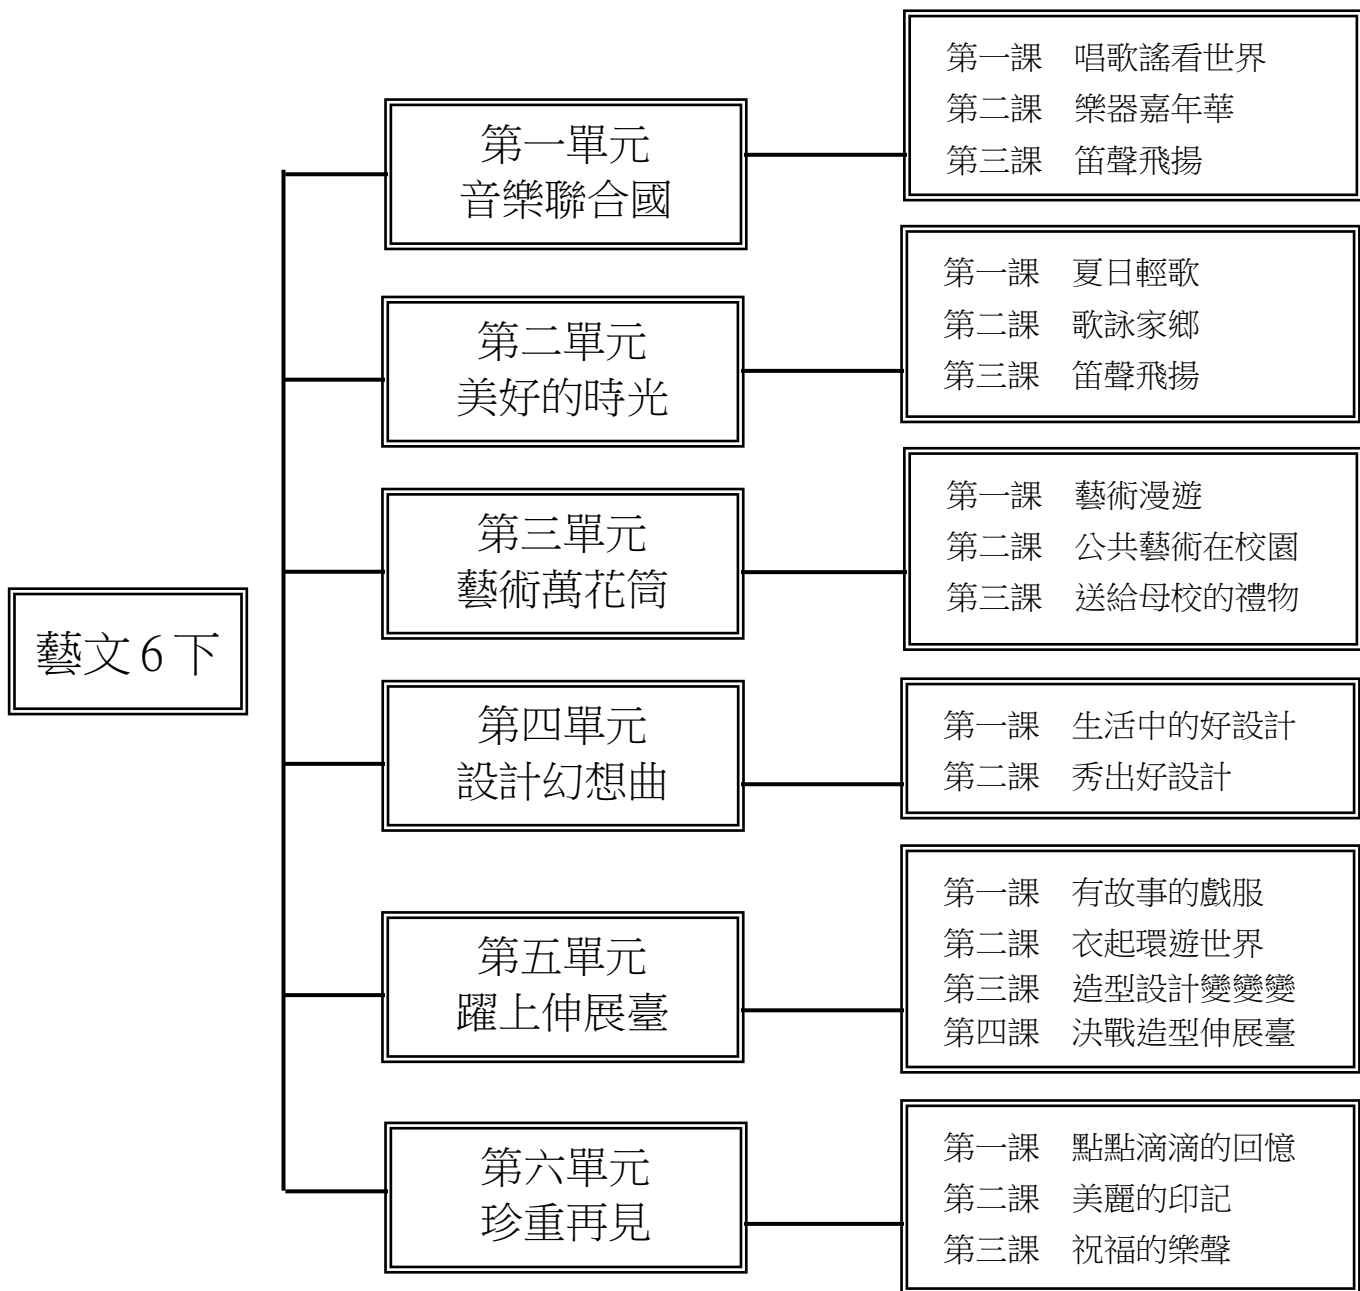 藝文6下
第一單元
音樂聯合國
第一課　唱歌謠看世界
第二課　樂器嘉年華
第三課　笛聲飛揚
第二單元
美好的時光
第一課　夏日輕歌
第二課　歌詠家鄉
第三課　笛聲飛揚
第三單元
藝術萬花筒
第一課　藝術漫遊
第二課　公共藝術在校園
第三課　送給母校的禮物
第四單元
設計幻想曲
第一課　生活中的好設計
第二課　秀出好設計
第五單元
躍上伸展臺
第一課　有故事的戲服
第二課　衣起環遊世界
第三課　造型設計變變變
第四課　決戰造型伸展臺
第六單元
珍重再見
第一課　點點滴滴的回憶
第二課　美麗的印記
第三課　祝福的樂聲